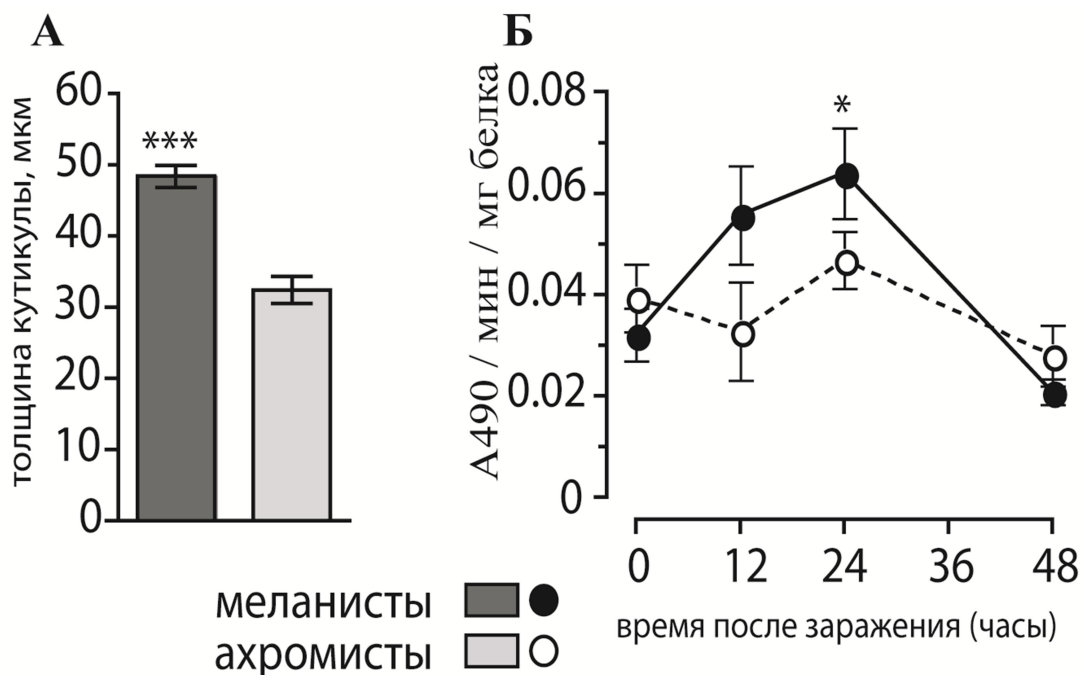 А
толщина кутикулы, мкм
60
50
40
30
20
10
0
***
Б
А490 / мин / мг белка
0.08
0.06
0.04
0.02
0
*
0 12 24 36 48
время после заражения (часы)
меланисты
ахромисты